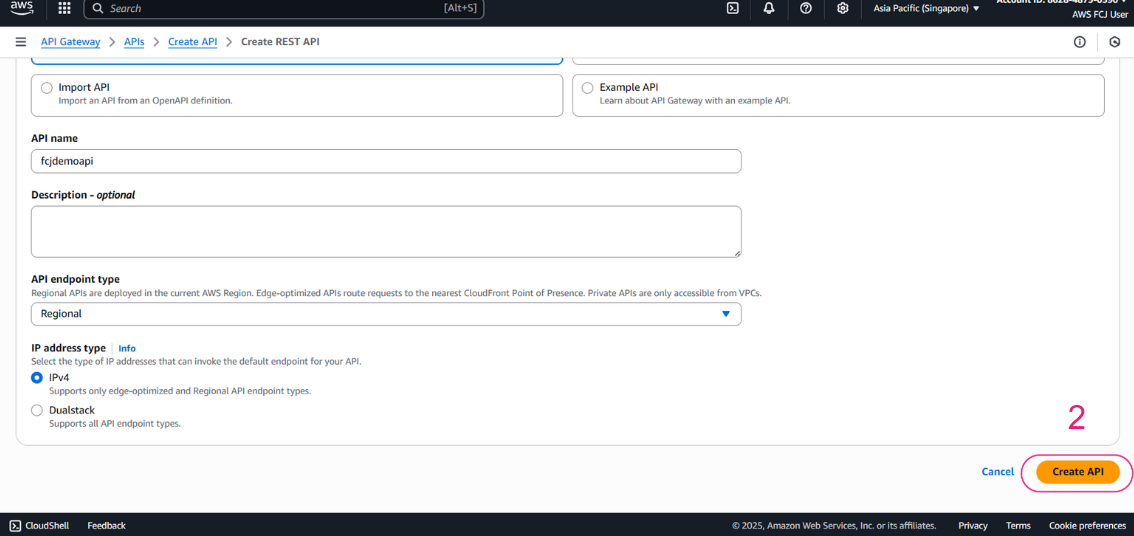 aws
Search
[Alt+S]
Asia Pacific (Singapore)
AWS FCJ User
API Gateway
APIs
Create API
Create REST API
Import API
Import an API from an OpenAPI definition.
Example API
Learn about API Gateway with an example API.
API name
fcjdemoapi
Description - optional
API endpoint type
Regional APIs are deployed in the current AWS Region. Edge-optimized APIs route requests to the nearest CloudFront Point of Presence. Private APIs are only accessible from VPCs.
Regional
IP address type
Info
Select the type of IP addresses that can invoke the default endpoint for your API.
IPv4
Supports only edge-optimized and Regional API endpoint types.
Dualstack
Supports all API endpoint types.
2
Cancel
Create API
CloudShell
Feedback
© 2025, Amazon Web Services, Inc. or its affiliates.
Privacy
Terms
Cookie preferences